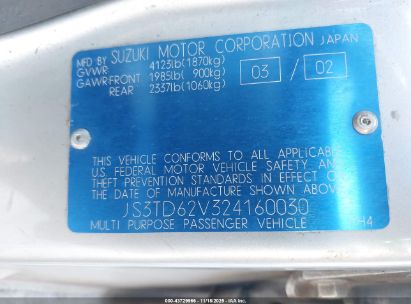 MFD BY SUZUKI MOTOR CORPORATION JAPAN
GVWR 4123lb(1870kg)
GAWR FRONT 1985lb( 900kg) 03 / 02
REAR 2337lb(1060kg)
THIS VEHICLE CONFORMS TO ALL APPLICABLE
U.S. FEDERAL MOTOR VEHICLE SAFETY AND
THEFT PREVENTION STANDARDS IN EFFECT ON
THE DATE OF MANUFACTURE SHOWN ABOVE.
JS3TD62V324160030
MULTI PURPOSE PASSENGER VEHICLE H4